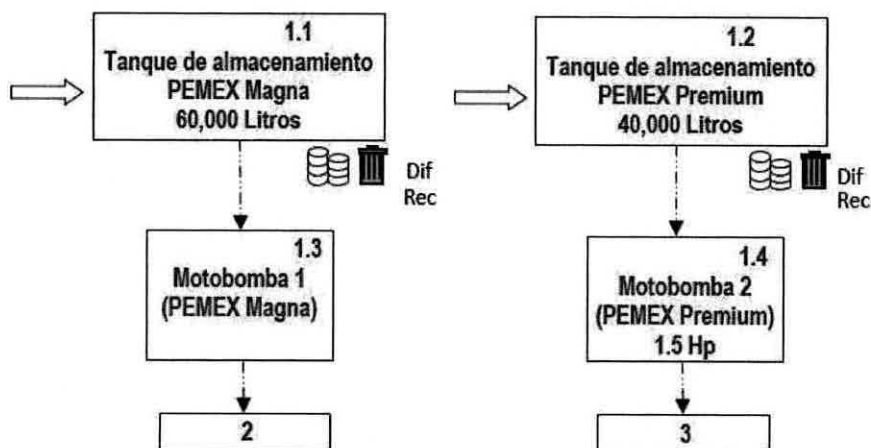 1.1
Tanque de almacenamiento
PEMEX Magna
60,000 Litros
Dif
Rec
1.3
Motobomba 1
(PEMEX Magna)
2
1.2
Tanque de almacenamiento
PEMEX Premium
40,000 Litros
Dif
Rec
1.4
Motobomba 2
(PEMEX Premium)
1.5 Hp
3